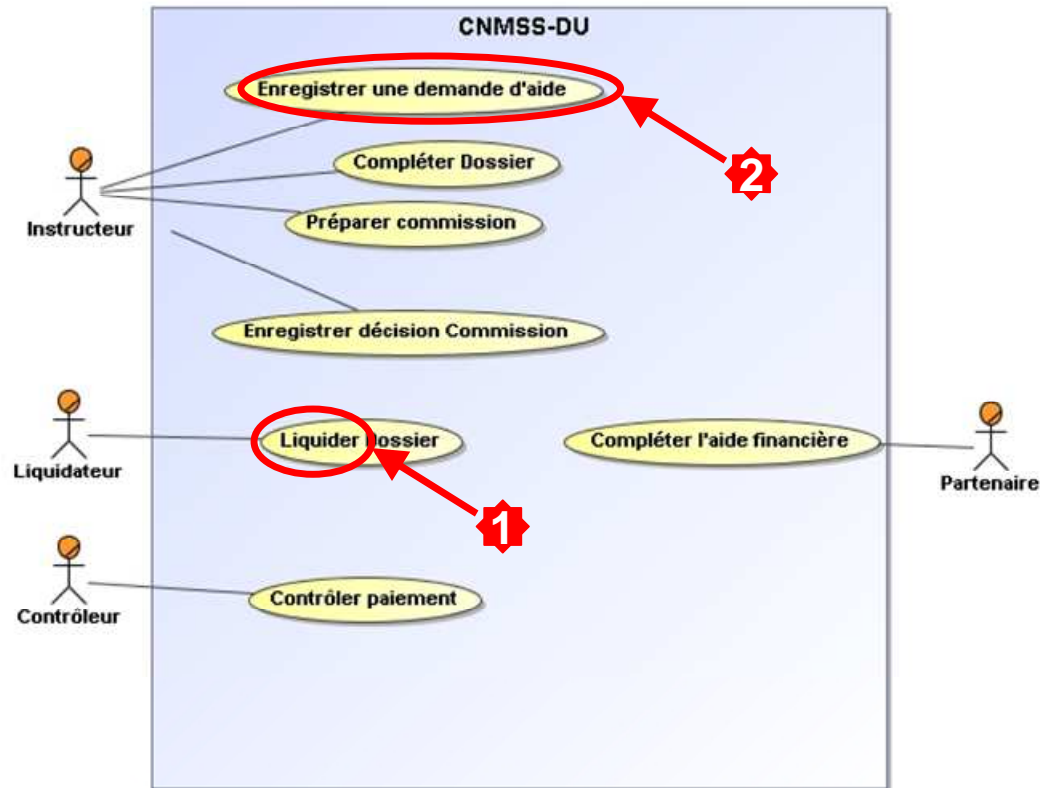 CNMSS-DU
Enregistrer une demande d'aide
2
Compléter Dossier
Préparer commission
Instructeur
Enregistrer décision Commission
Liquider Dossier
Compléter l'aide financière
Liquidateur
Partenaire
1
Contrôler paiement
Contrôleur